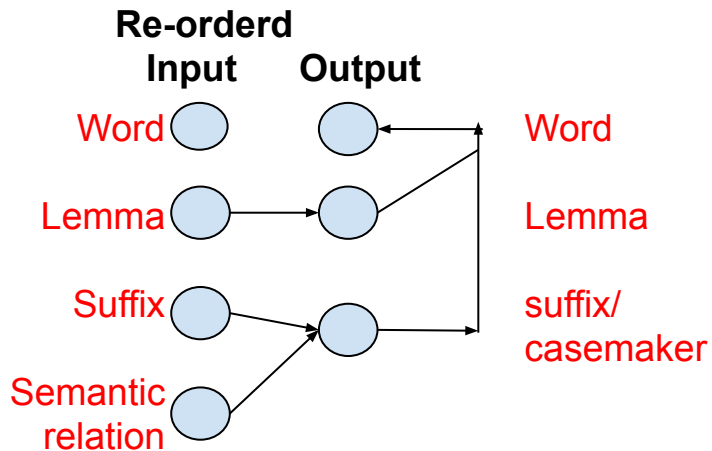 Re-orderd
Input Output
Word Word
Lemma Lemma
Suffix suffix/
casemaker
Semantic
relation